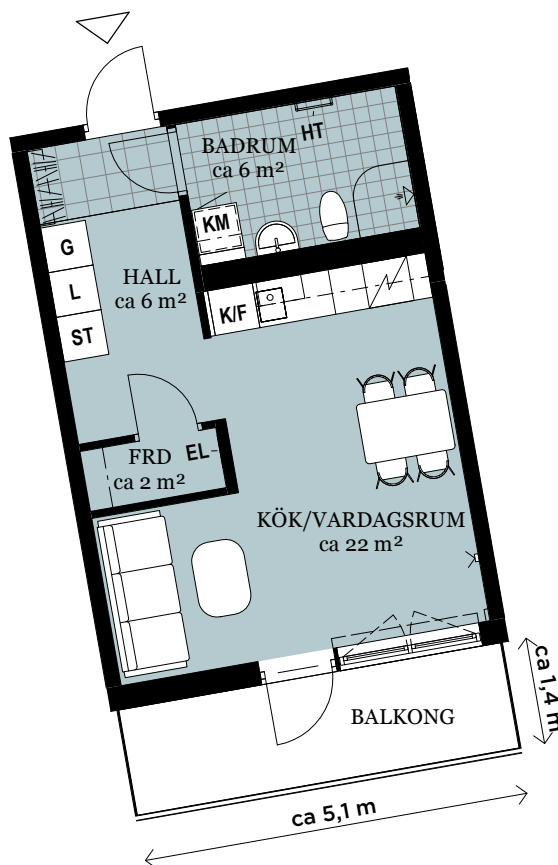 HT
BADRUM
ca 6 m²
KM
G
L
ST
HALL
ca 6 m²
K/F
FRD
ca 2 m²
EL
KÖK/VARDAGSRUM
ca 22 m²
BALKONG
ca 1,4 m
ca 5,1 m